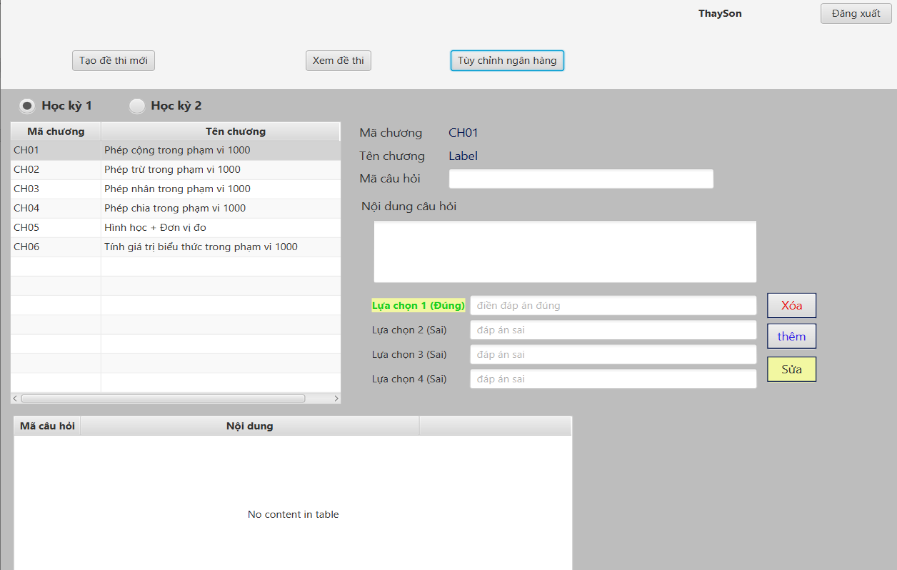 ThaySon
Đăng xuất
Tạo đề thi mới
Xem đề thi
Tùy chỉnh ngân hàng
Học kỳ 1
Học kỳ 2
Mã chương
Tên chương
CH01
Phép cộng trong phạm vi 1000
CH02
Phép trừ trong phạm vi 1000
CH03
Phép nhân trong phạm vi 1000
CH04
Phép chia trong phạm vi 1000
CH05
Hình học + Đơn vị đo
CH06
Tính giá trị biểu thức trong phạm vi 1000
Mã chương
CH01
Tên chương
Label
Mã câu hỏi
Nội dung câu hỏi
Lựa chọn 1 (Đúng)
điền đáp án đúng
Lựa chọn 2 (Sai)
đáp án sai
Lựa chọn 3 (Sai)
đáp án sai
Lựa chọn 4 (Sai)
đáp án sai
Xóa
thêm
Sửa
Mã câu hỏi
Nội dung
No content in table